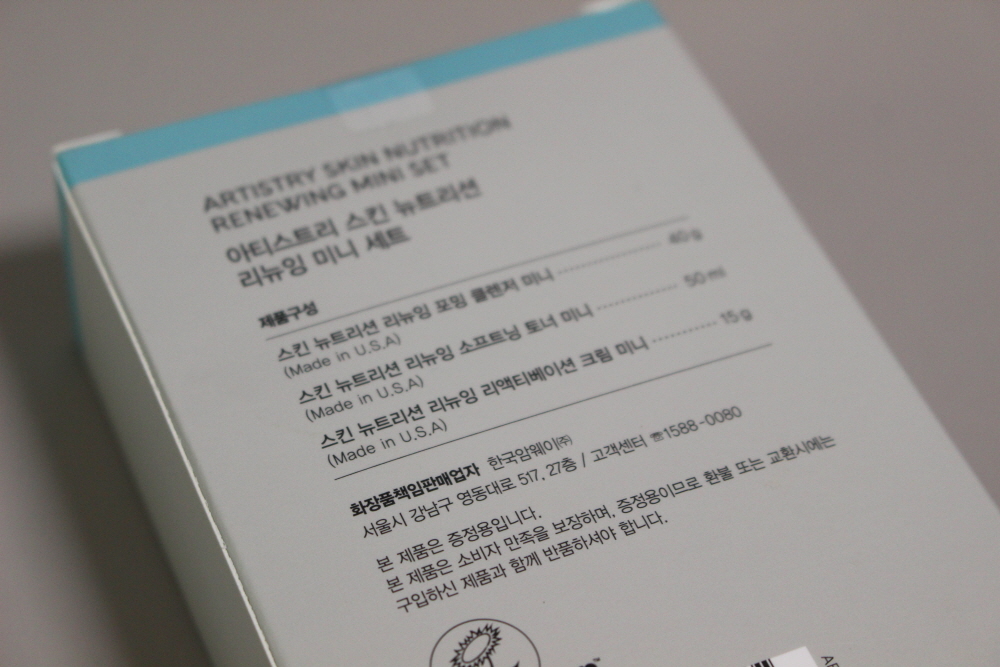 ARTISTRY SKIN NUTRITION
RENEWING MINI SET
아티스트리 스킨 뉴트리션
리뉴잉 미니 세트
제품구성
스킨 뉴트리션 리뉴잉 포밍 클렌저 미니 ············ 40g
(Made in U.S.A)
스킨 뉴트리션 리뉴잉 소프트닝 토너 미니 ········· 50ml
(Made in U.S.A)
스킨 뉴트리션 리뉴잉 리액티베이션 크림 미니 ······· 15g
(Made in U.S.A)
화장품책임판매업자 한국암웨이㈜
서울시 강남구 영동대로 517, 27층 / 고객센터 ☏1588-0080
본 제품은 증정용입니다.
본 제품은 소비자 만족을 보장하며, 증정용이므로 환불 또는 교환시에는
구입하신 제품과 함께 반품하셔야 합니다.